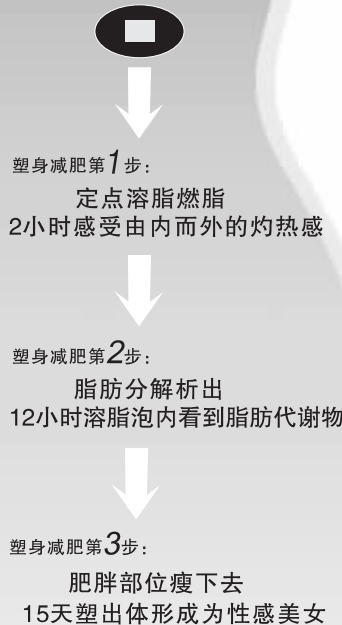 塑身减肥第1步：
定点溶脂燃脂
2小时感受由内而外的灼热感
塑身减肥第2步：
脂肪分解析出
12小时溶脂泡内看到脂肪代谢物
塑身减肥第3步：
肥胖部位瘦下去
15天塑出体形成为性感美女